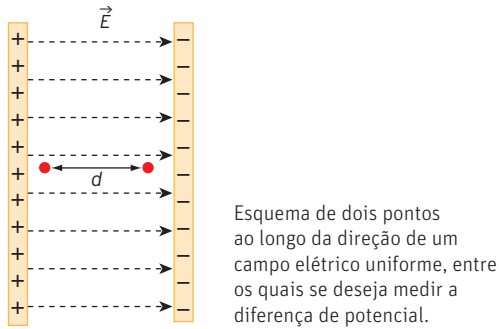 E
+ −
+ −
+ −
+ −
+ −
d
+ −
+ −
+ −
+ −
Esquema de dois pontos
ao longo da direção de um
campo elétrico uniforme, entre
os quais se deseja medir a
diferença de potencial.